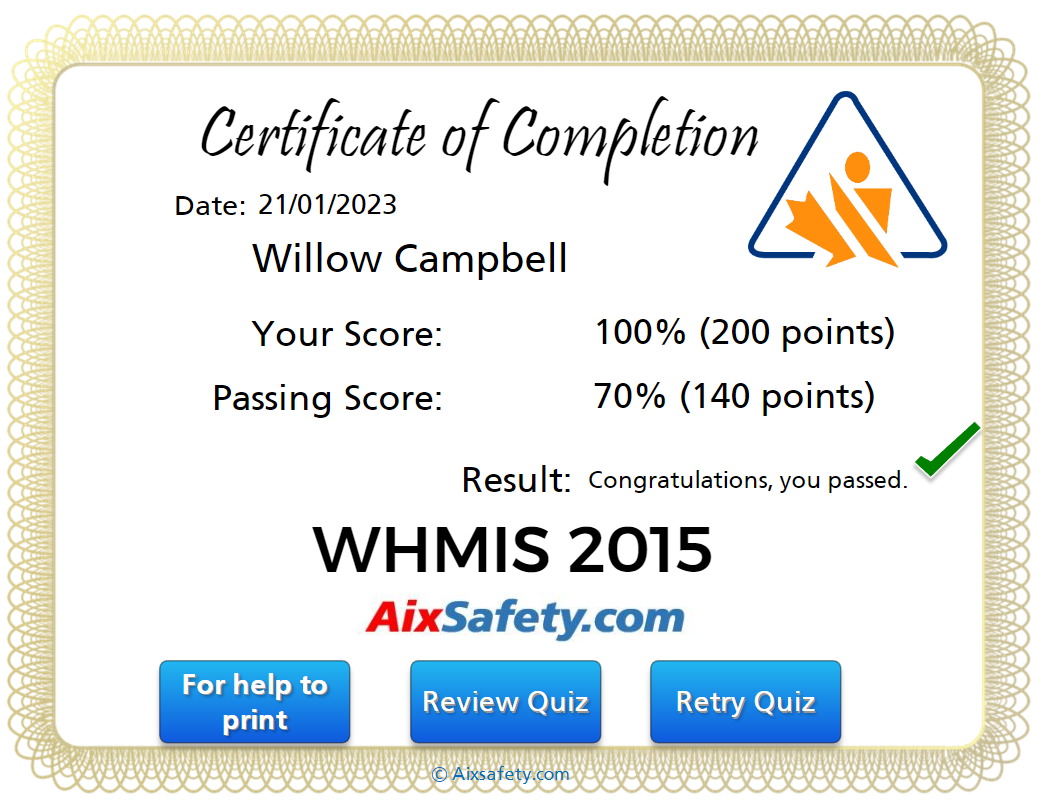 Certificate of Completion
Date: 21/01/2023
Willow Campbell
Your Score: 100% (200 points)
Passing Score: 70% (140 points)
Result: Congratulations, you passed.
WHMIS 2015
AixSafety.com
For help to
print
Review Quiz
Retry Quiz
© Aixsafety.com